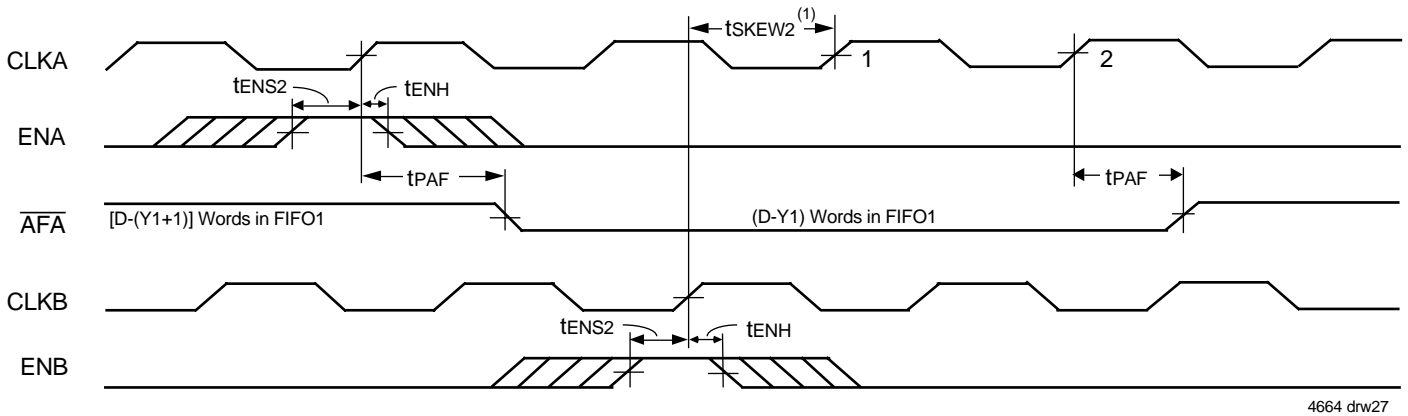 tSKEW2(1)
CLKA
1
2
tENS2
tENH
ENA
tPAF
tPAF
AFA
[D-(Y1+1)] Words in FIFO1
(D-Y1) Words in FIFO1
CLKB
tENS2
tENH
ENB
4664 drw27